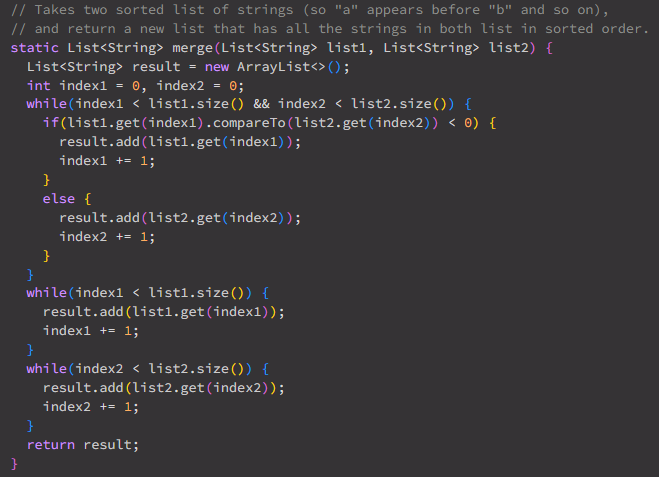 // Takes two sorted list of strings (so "a" appears before "b" and so on),
// and return a new list that has all the strings in both list in sorted order.
static List<String> merge(List<String> list1, List<String> list2) {
  List<String> result = new ArrayList<>();
  int index1 = 0, index2 = 0;
  while(index1 < list1.size() && index2 < list2.size()) {
    if(list1.get(index1).compareTo(list2.get(index2)) < 0) {
      result.add(list1.get(index1));
      index1 += 1;
    }
    else {
      result.add(list2.get(index2));
      index2 += 1;
    }
  }
  while(index1 < list1.size()) {
    result.add(list1.get(index1));
    index1 += 1;
  }
  while(index2 < list2.size()) {
    result.add(list2.get(index2));
    index2 += 1;
  }
  return result;
}